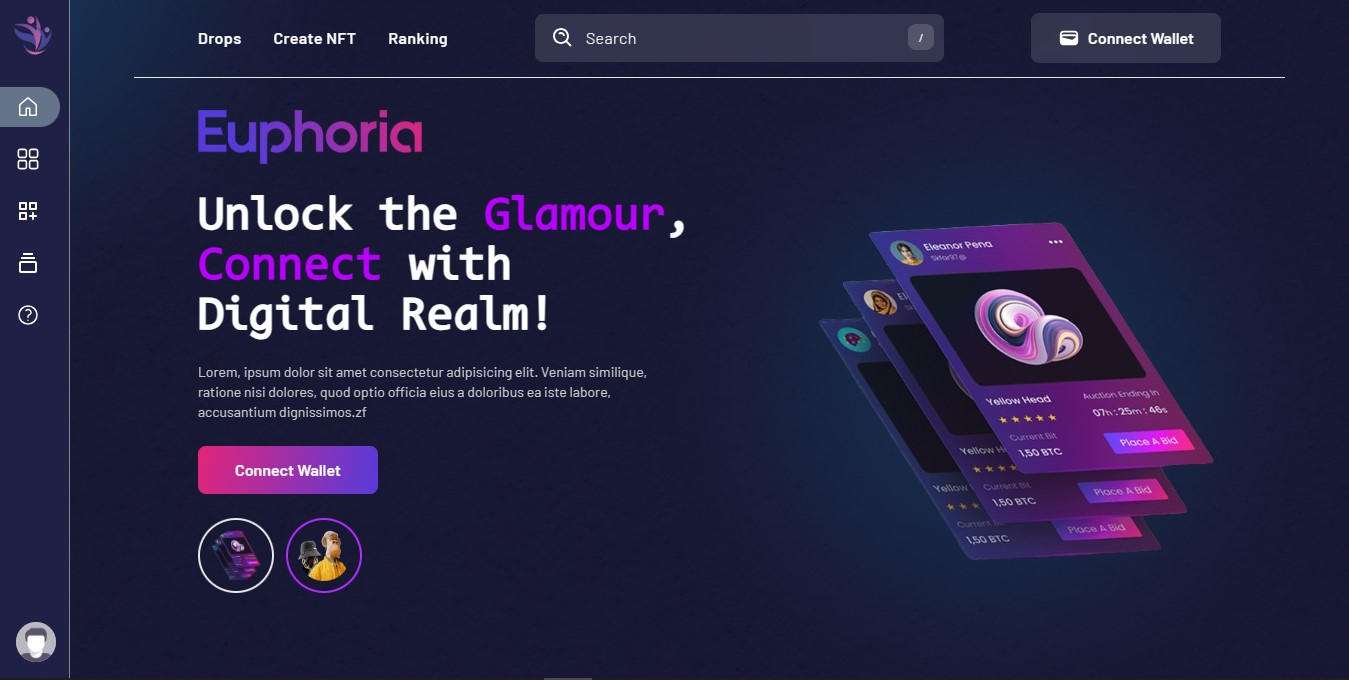 Drops Create NFT Ranking Search / Connect Wallet
Euphoria
Unlock the Glamour,
Connect with
Digital Realm!
Lorem, ipsum dolor sit amet consectetur adipisicing elit. Veniam similique,
ratione nisi dolores, quod optio officia eius a doloribus ea iste labore,
accusantium dignissimos.zf
Connect Wallet
Eleanor Pena
Skfar97@
Yellow Head
Auction Ending In
07h : 25m : 46s
Current Bit
1,50 BTC
Place A Bid
Yellow H
Current Bit
1,50 BTC
Place A Bid
Yellow
Current Bit
1,50 BTC
Place A Bid